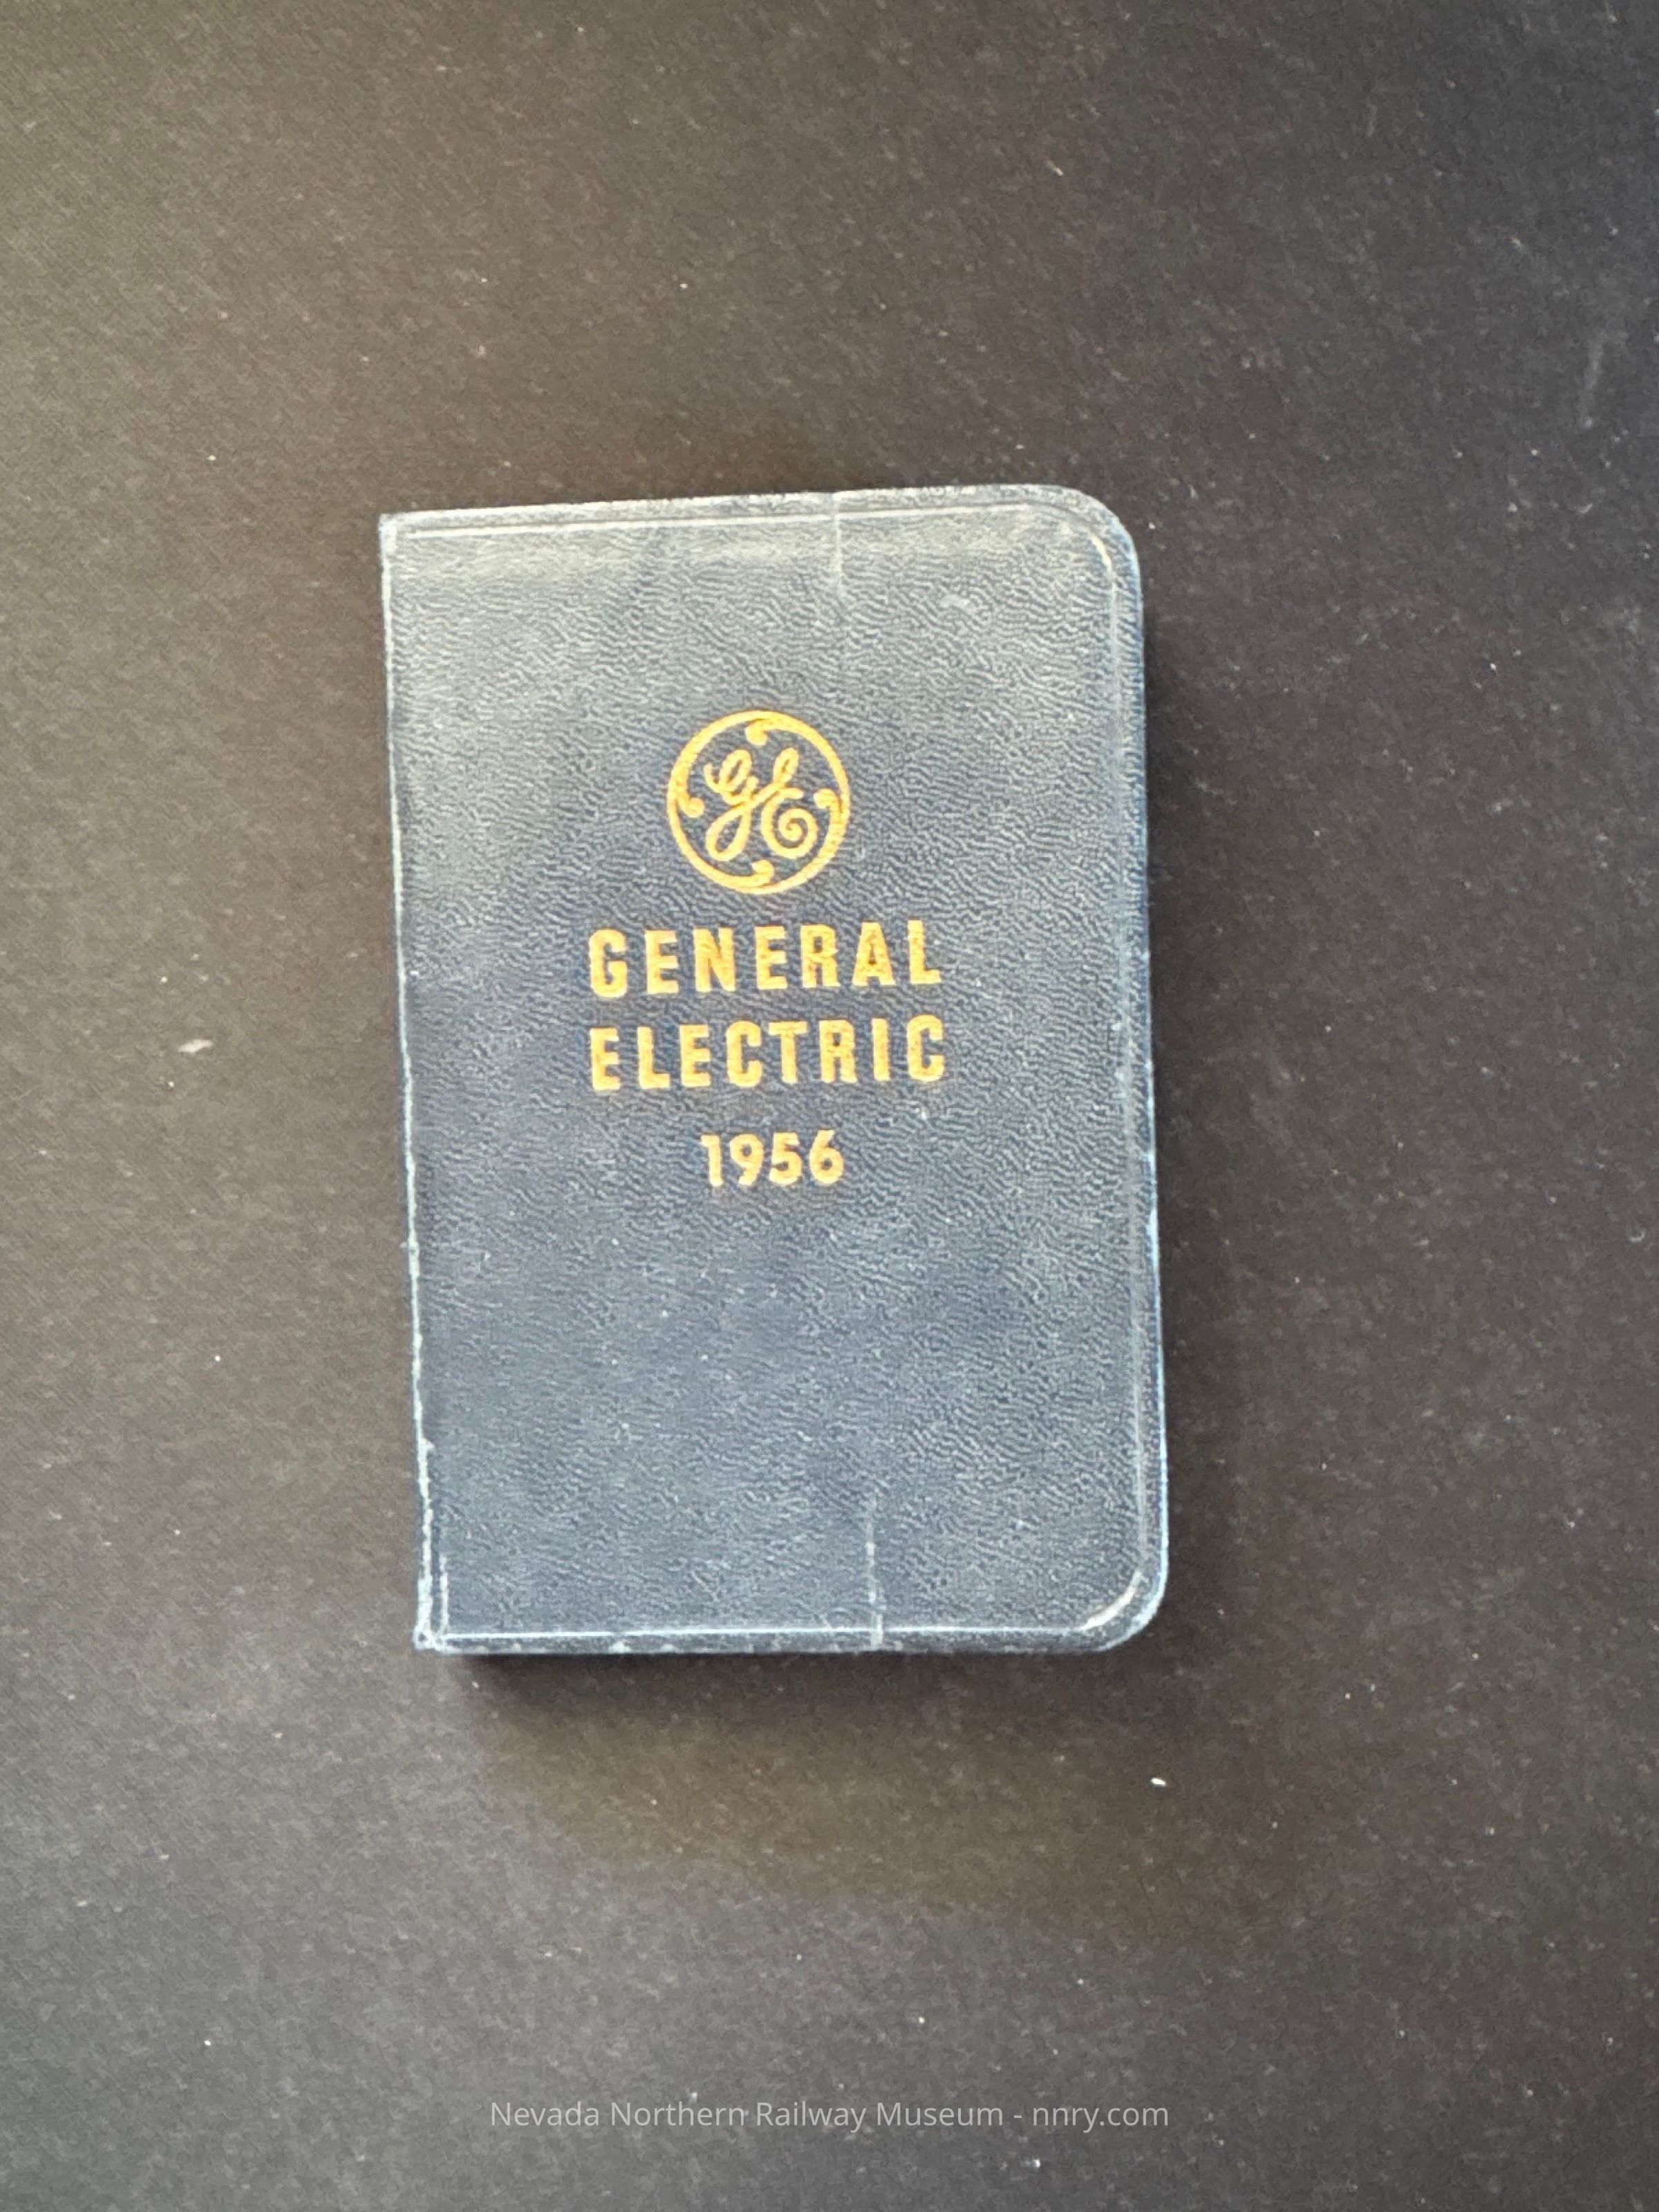 GE
GENERAL
ELECTRIC
1956
Nevada Northern Railway Museum - nnry.com